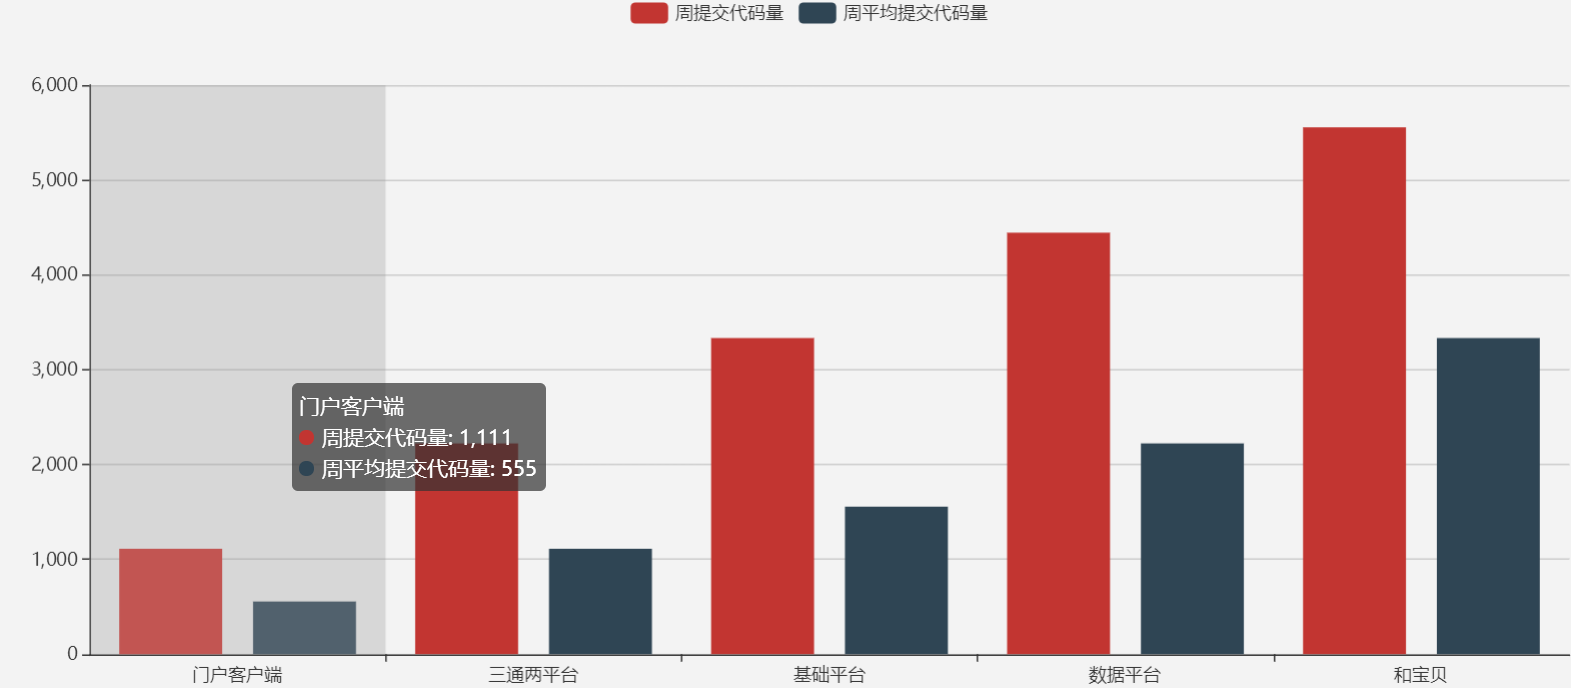 周提交代码量 周平均提交代码量
6,000
5,000
4,000
3,000
2,000
1,000
0
门户客户端
周提交代码量: 1,111
周平均提交代码量: 555
门户客户端 三通两平台 基础平台 数据平台 和宝贝